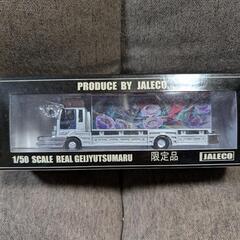 PRODUCE BY JALECO
1/50 SCALE REAL GEIJYUTSUMARU 限定品
JALECO